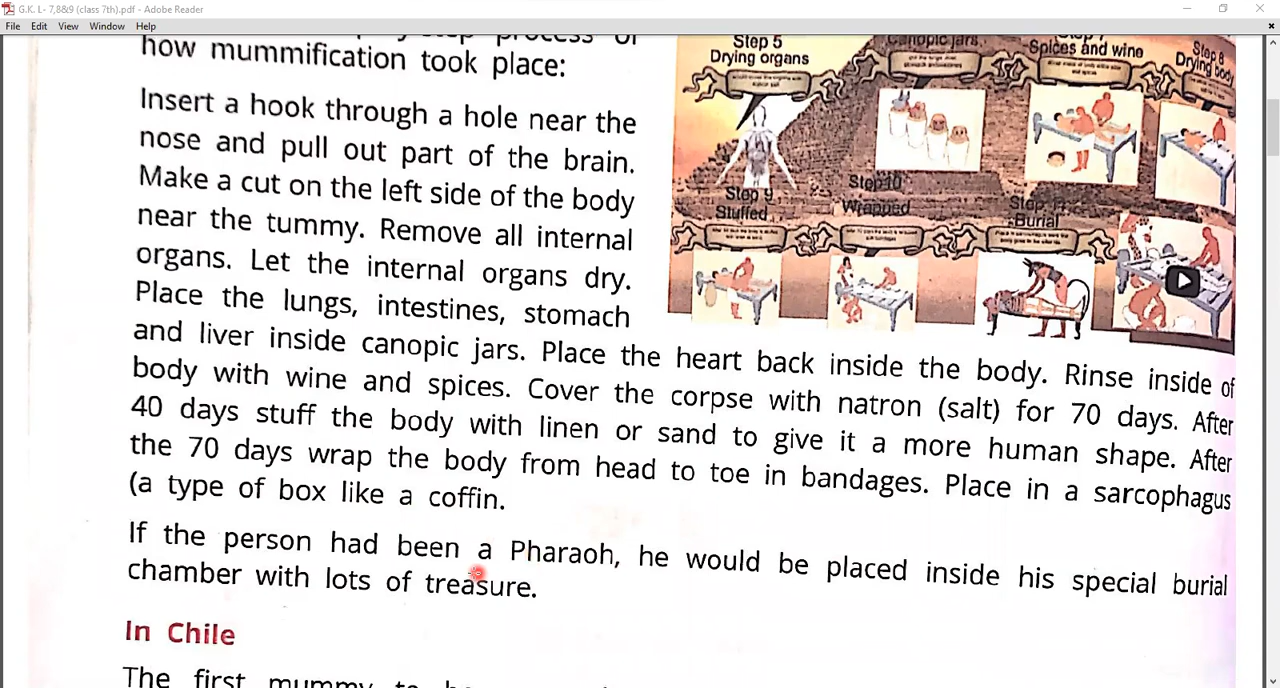 G.K. L- 7,8&9 (class 7th).pdf - Adobe Reader
File Edit View Window Help
how mummification took place:
Insert a hook through a hole near the
nose and pull out part of the brain.
Make a cut on the left side of the body
near the tummy. Remove all internal
organs. Let the internal organs dry.
Place the lungs, intestines, stomach
and liver inside canopic jars. Place the heart back inside the body. Rinse inside of
body with wine and spices. Cover the corpse with natron (salt) for 70 days. After
40 days stuff the body with linen or sand to give it a more human shape. After
the 70 days wrap the body from head to toe in bandages. Place in a sarcophagus
(a type of box like a coffin.
If the person had been a Pharaoh, he would be placed inside his special burial
chamber with lots of treasure.
In Chile
The first mummy to
Step 5
Drying organs
Canopic jars
Spices and wine
Step 8
Drying body
Step 9
Stuffed
Step 10
Wrapped
Step 11
Burial